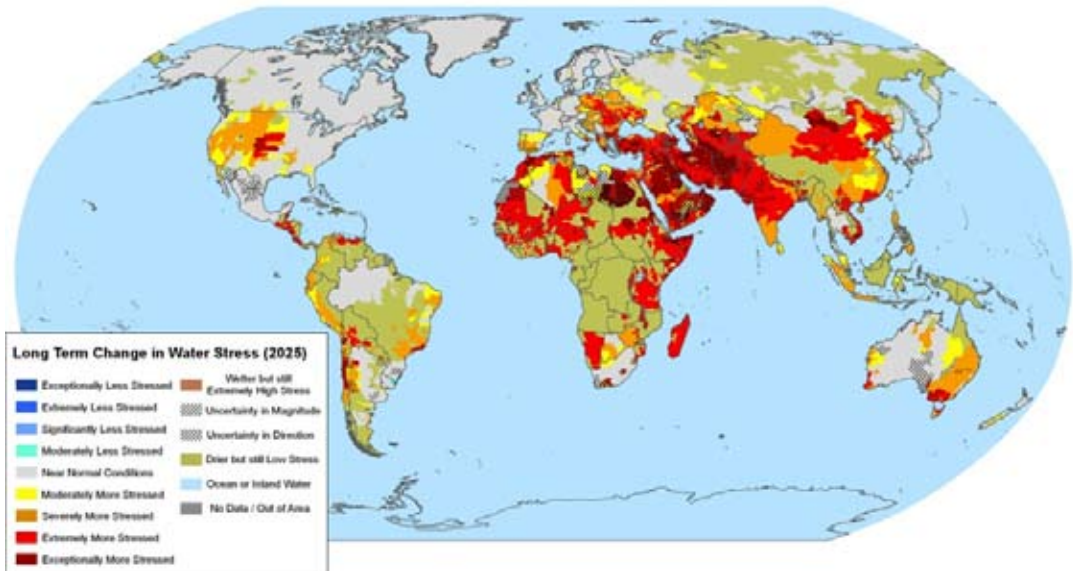 Long Term Change in Water Stress (2025)
Exceptionally Less Stressed
Extremely Less Stressed
Significantly Less Stressed
Moderately Less Stressed
Near Normal Conditions
Moderately More Stressed
Severely More Stressed
Extremely More Stressed
Exceptionally More Stressed
Wetter but still
Extremely High Stress
Uncertainty in Magnitude
Uncertainty in Direction
Drier but still Low Stress
Ocean or Inland Water
No Data / Out of Area